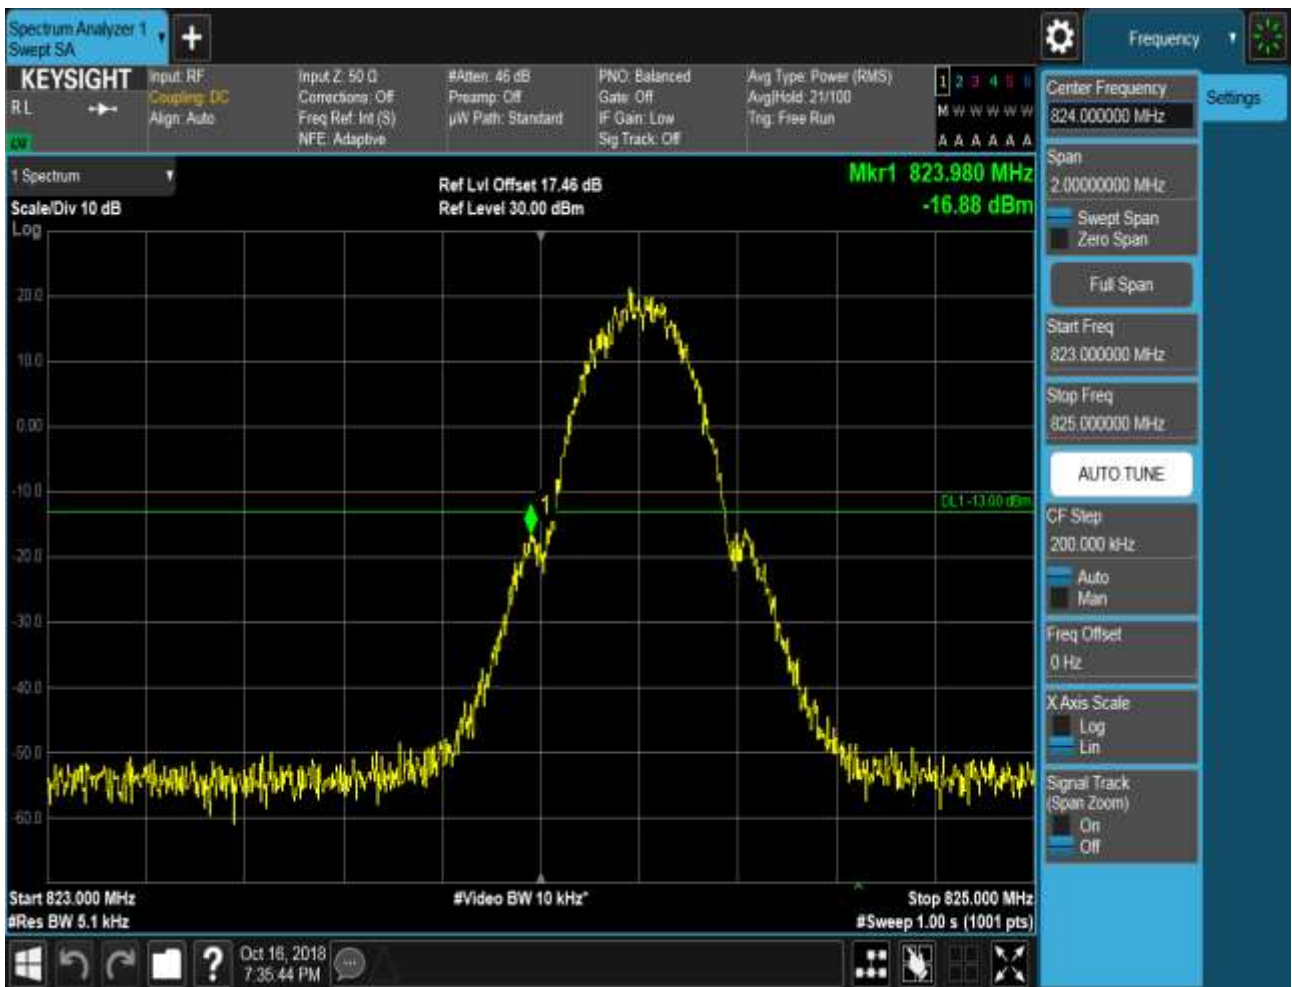 Spectrum Analyzer 1
Swept SA
+
Frequency
KEYSIGHT
R L
Input: RF
Coupling: DC
Align: Auto
Input Z: 50 Ω
Corrections: Off
Freq Ref: Int (S)
NFE: Adaptive
#Atten: 46 dB
Preamp: Off
µW Path: Standard
PNO: Balanced
Gate: Off
IF Gain: Low
Sig Track: Off
Avg Type: Power (RMS)
Avg|Hold: 21/100
Trig: Free Run
1 2 3 4 5 6
M W W W W W
A A A A A A
1 Spectrum
Scale/Div 10 dB
Log
Ref Lvl Offset 17.46 dB
Ref Level 30.00 dBm
Mkr1 823.980 MHz
-16.88 dBm
20.0
10.0
0.00
-10.0
-20.0
-30.0
-40.0
-50.0
-60.0
1
DL1 -13.00 dBm
Start 823.000 MHz
#Res BW 5.1 kHz
#Video BW 10 kHz*
Stop 825.000 MHz
#Sweep 1.00 s (1001 pts)
Center Frequency
824.000000 MHz
Settings
Span
2.00000000 MHz
Swept Span
Zero Span
Full Span
Start Freq
823.000000 MHz
Stop Freq
825.000000 MHz
AUTO TUNE
CF Step
200.000 kHz
Auto
Man
Freq Offset
0 Hz
X Axis Scale
Log
Lin
Signal Track
(Span Zoom)
On
Off
?
Oct 16, 2018
7:35:44 PM